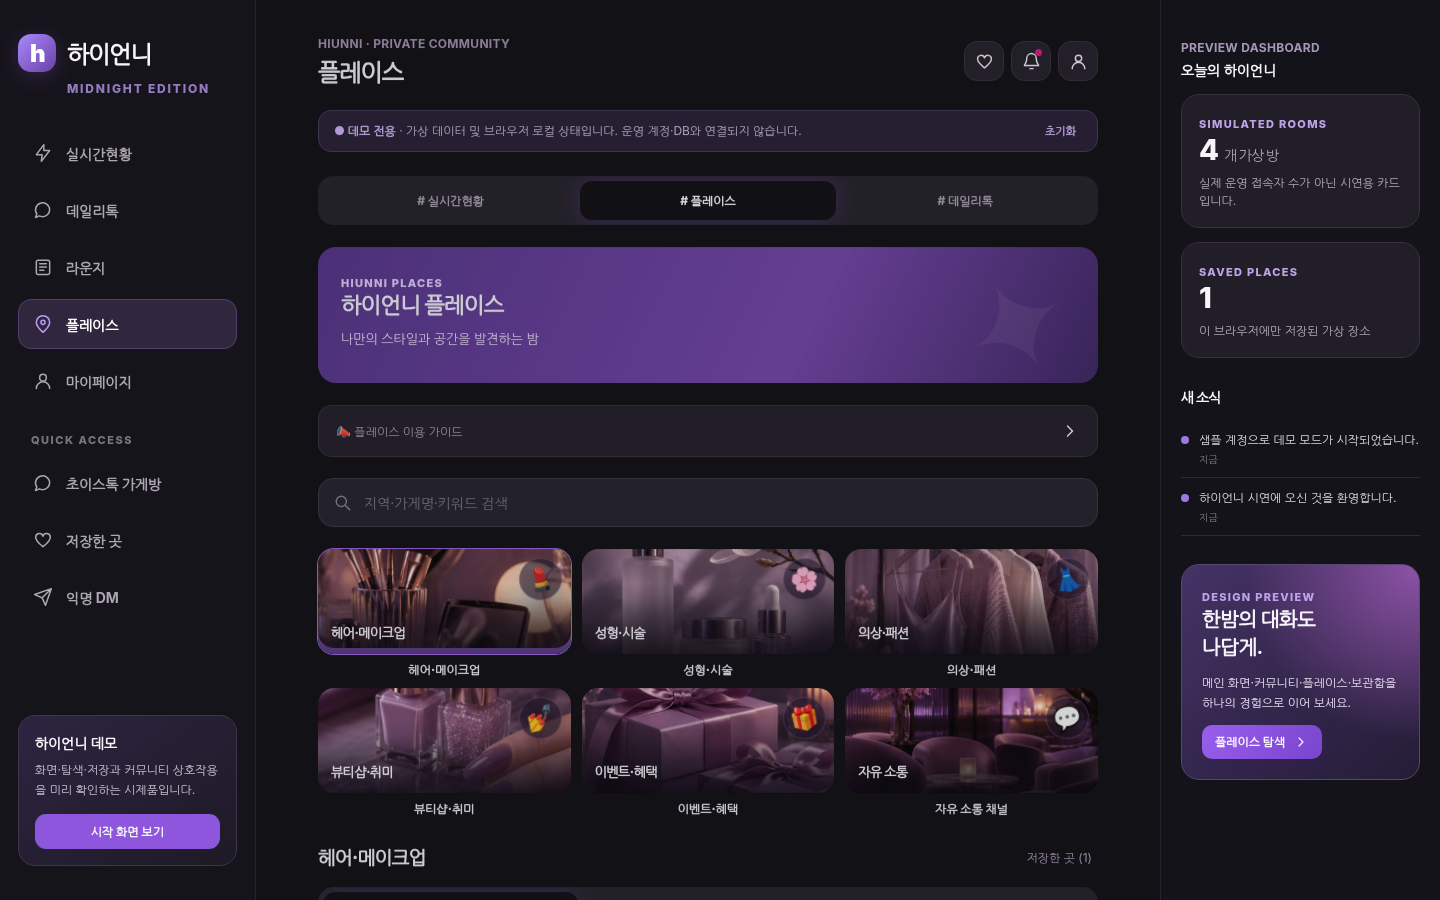 h 하이언니
MIDNIGHT EDITION
실시간현황
데일리톡
라운지
플레이스
마이페이지
QUICK ACCESS
초이스톡 가게방
저장한 곳
익명 DM
하이언니 데모
화면·탐색·저장과 커뮤니티 상호작용
을 미리 확인하는 시제품입니다.
시작 화면 보기
HIUNNI · PRIVATE COMMUNITY
플레이스
데모 전용 · 가상 데이터 및 브라우저 로컬 상태입니다. 운영 계정·DB와 연결되지 않습니다.
초기화
# 실시간현황
# 플레이스
# 데일리톡
HIUNNI PLACES
하이언니 플레이스
나만의 스타일과 공간을 발견하는 밤
📣 플레이스 이용 가이드
지역·가게명·키워드 검색
헤어·메이크업
성형·시술
의상·패션
헤어·메이크업
성형·시술
의상·패션
뷰티샵·취미
이벤트·혜택
자유 소통
뷰티샵·취미
이벤트·혜택
자유 소통 채널
헤어·메이크업
저장한 곳 (1)
PREVIEW DASHBOARD
오늘의 하이언니
SIMULATED ROOMS
4 개 가상 방
실제 운영 접속자 수가 아닌 시연용 카드
입니다.
SAVED PLACES
1
이 브라우저에만 저장된 가상 장소
새 소식
샘플 계정으로 데모 모드가 시작되었습니다.
지금
하이언니 시연에 오신 것을 환영합니다.
지금
DESIGN PREVIEW
한밤의 대화도
나답게.
메인 화면·커뮤니티·플레이스·보관함을
하나의 경험으로 이어 보세요.
플레이스 탐색